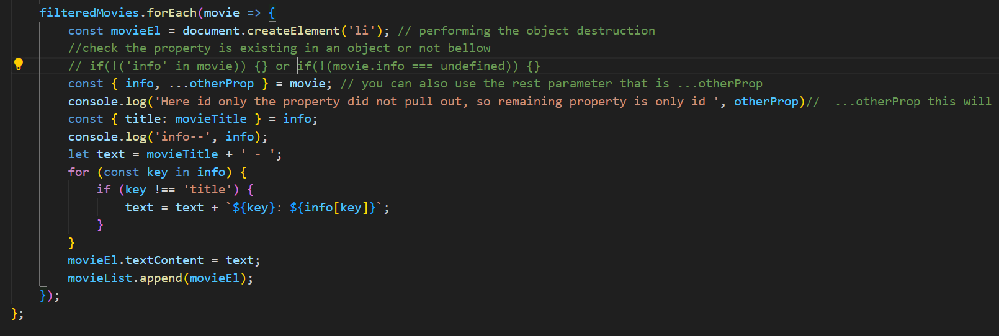 filteredMovies.forEach(movie => {
const movieEl = document.createElement('li'); // performing the object destruction
//check the property is existing in an object or not bellow
// if(!('info' in movie)) {} or if(!(movie.info === undefined)) {}
const { info, ...otherProp } = movie; // you can also use the rest parameter that is ...otherProp
console.log('Here id only the property did not pull out, so remaining property is only id ', otherProp)//  ...otherProp this will
const { title: movieTitle } = info;
console.log('info--', info);
let text = movieTitle + ' - ';
for (const key in info) {
if (key !== 'title') {
text = text + `${key}: ${info[key]}`;
}
}
movieEl.textContent = text;
movieList.append(movieEl);
});
};